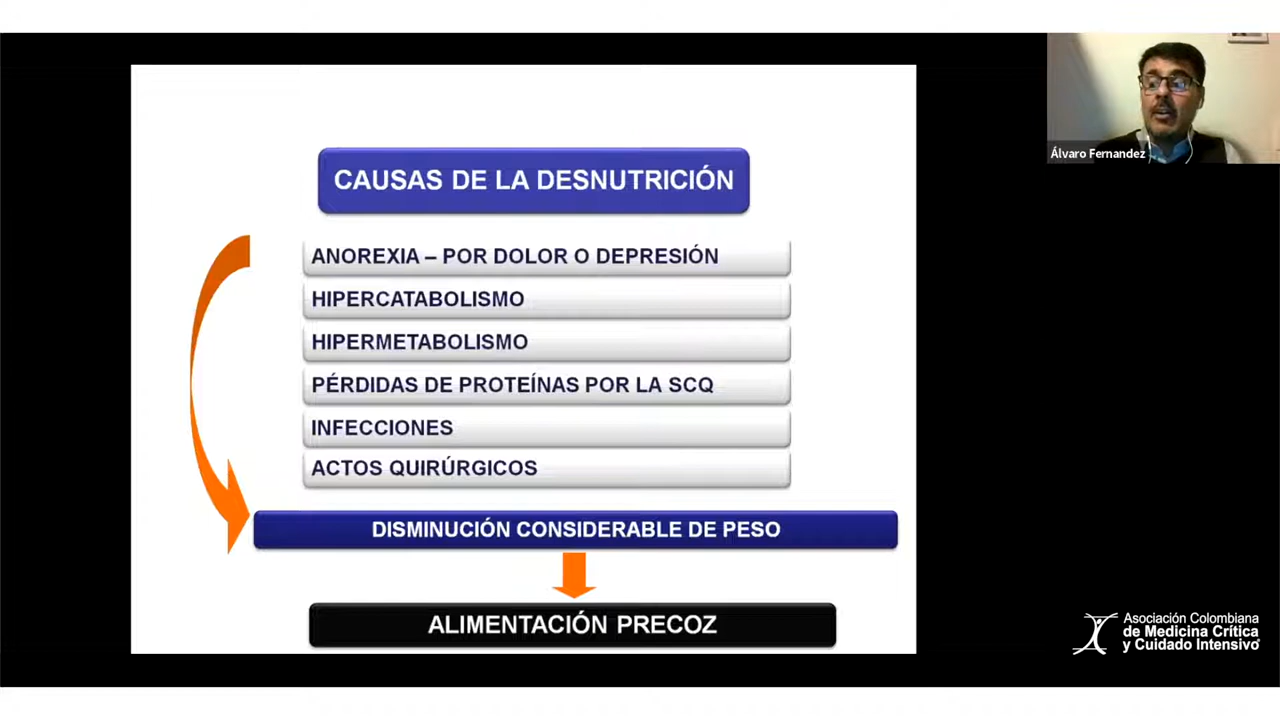 Álvaro Fernandez
CAUSAS DE LA DESNUTRICIÓN
ANOREXIA – POR DOLOR O DEPRESIÓN
HIPERCATABOLISMO
HIPERMETABOLISMO
PÉRDIDAS DE PROTEÍNAS POR LA SCQ
INFECCIONES
ACTOS QUIRÚRGICOS
DISMINUCIÓN CONSIDERABLE DE PESO
ALIMENTACIÓN PRECOZ
Asociación Colombiana
de Medicina Crítica
y Cuidado Intensivo